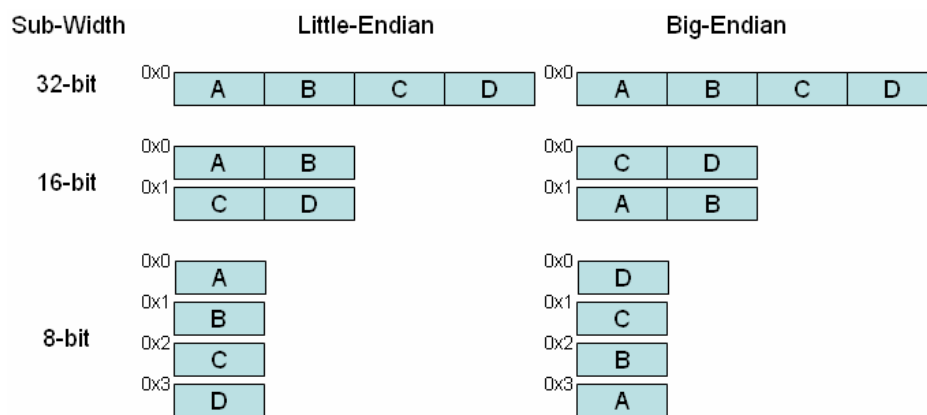 Sub-Width Little-Endian Big-Endian
32-bit 0x0 A B C D 0x0 A B C D
16-bit 0x0 A B 0x0 C D
0x1 C D 0x1 A B
8-bit 0x0 A 0x0 D
0x1 B 0x1 C
0x2 C 0x2 B
0x3 D 0x3 A